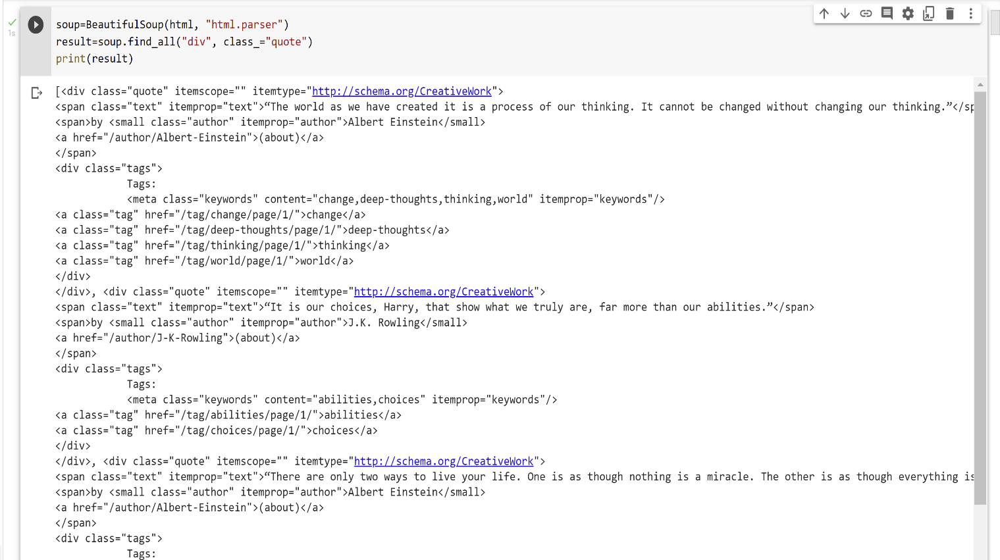 soup=BeautifulSoup(html, "html.parser")
1s
result=soup.find_all("div", class_="quote")
print(result)
[<div class="quote" itemscope="" itemtype="http://schema.org/CreativeWork">
<span class="text" itemprop="text">“The world as we have created it is a process of our thinking. It cannot be changed without changing our thinking.”</sp
<span>by <small class="author" itemprop="author">Albert Einstein</small>
<a href="/author/Albert-Einstein">(about)</a>
</span>
<div class="tags">
            Tags:
            <meta class="keywords" content="change,deep-thoughts,thinking,world" itemprop="keywords"/>
<a class="tag" href="/tag/change/page/1/">change</a>
<a class="tag" href="/tag/deep-thoughts/page/1/">deep-thoughts</a>
<a class="tag" href="/tag/thinking/page/1/">thinking</a>
<a class="tag" href="/tag/world/page/1/">world</a>
</div>
</div>, <div class="quote" itemscope="" itemtype="http://schema.org/CreativeWork">
<span class="text" itemprop="text">“It is our choices, Harry, that show what we truly are, far more than our abilities.”</span>
<span>by <small class="author" itemprop="author">J.K. Rowling</small>
<a href="/author/J-K-Rowling">(about)</a>
</span>
<div class="tags">
            Tags:
            <meta class="keywords" content="abilities,choices" itemprop="keywords"/>
<a class="tag" href="/tag/abilities/page/1/">abilities</a>
<a class="tag" href="/tag/choices/page/1/">choices</a>
</div>
</div>, <div class="quote" itemscope="" itemtype="http://schema.org/CreativeWork">
<span class="text" itemprop="text">“There are only two ways to live your life. One is as though nothing is a miracle. The other is as though everything is
<span>by <small class="author" itemprop="author">Albert Einstein</small>
<a href="/author/Albert-Einstein">(about)</a>
</span>
<div class="tags">
            Tags: